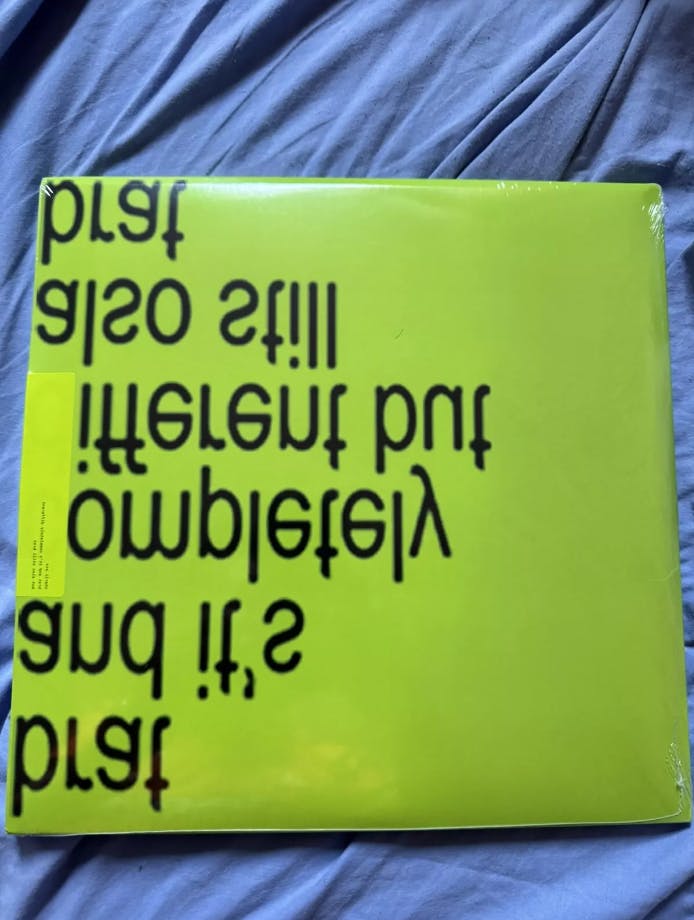 brat
and it's
ompletely
ifferent but
also still
brat